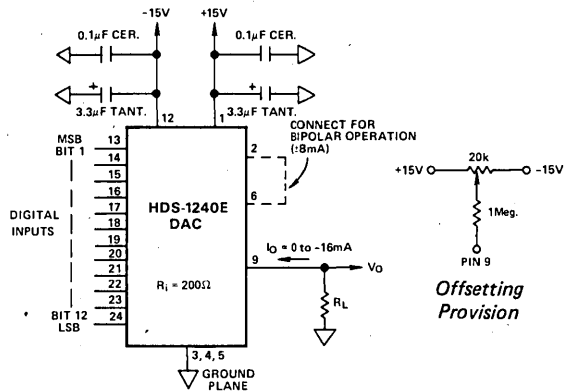 -15V
+15V
0.1μF CER.
0.1μF CER.
+
+
3.3μF TANT.
3.3μF TANT.
12
1
CONNECT FOR
BIPOLAR OPERATION
(±8mA)
MSB
BIT 1
13
14
15
16
17
18
19
20
21
22
23
24
DIGITAL
INPUTS
BIT 12
LSB
HDS-1240E
DAC
Ri = 200Ω
2
6
9
IO = 0 to -16mA
VO
RL
3, 4, 5
GROUND
PLANE
20k
+15V
-15V
1Meg.
PIN 9
Offsetting
Provision